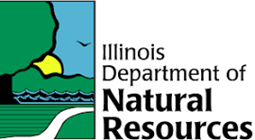 Illinois
Department of
Natural
Resources